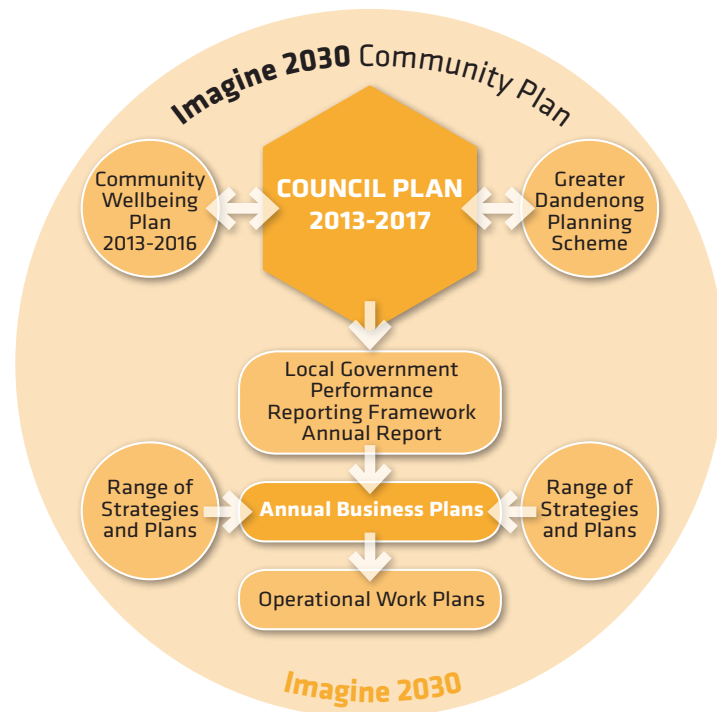 Imagine 2030 Community Plan
Community
Wellbeing
Plan
2013-2016
COUNCIL PLAN
2013-2017
Greater
Dandenong
Planning
Scheme
Local Government
Performance
Reporting Framework
Annual Report
Range of
Strategies
and Plans
Annual Business Plans
Range of
Strategies
and Plans
Operational Work Plans
Imagine 2030